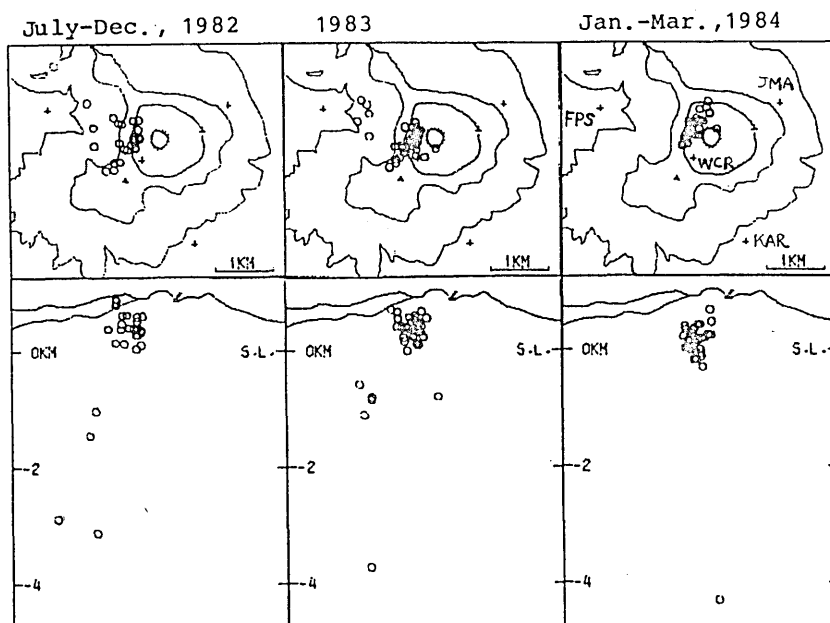 July-Dec., 1982
1983
Jan.-Mar.,1984
JMA
FPS
WCR
KAR
1KM
1KM
1KM
0KM
S.L.
0KM
S.L.
0KM
S.L.
-2
-2
-2
-4
-4
-4